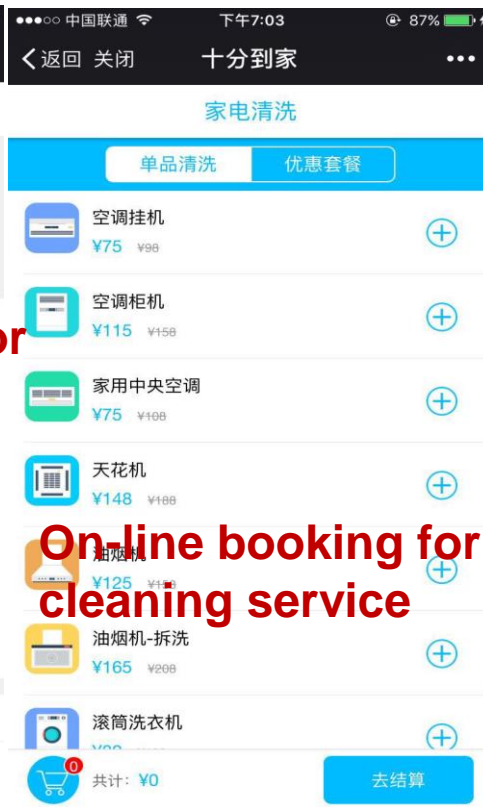 中国联通 下午7:03 87%
返回 关闭 十分到家
家电清洗
单品清洗 优惠套餐
空调挂机
¥75 ¥98
空调柜机
¥115 ¥158
or
家用中央空调
¥75 ¥108
天花机
¥148 ¥188
On-line booking for
油烟机
¥125
cleaning service
油烟机-拆洗
¥165 ¥208
滚筒洗衣机
0
共计: ¥0 去结算